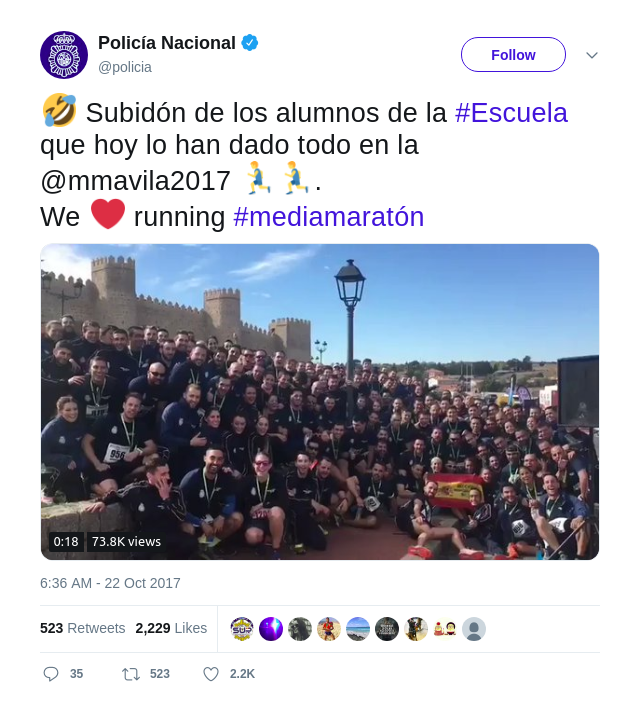 Policía Nacional
@policia
Follow
🤣 Subidón de los alumnos de la #Escuela
que hoy lo han dado todo en la
@mmavila2017 🏃🏃.
We ❤ running #mediamaratón
956
0:18
73.8K views
6:36 AM - 22 Oct 2017
523 Retweets 2,229 Likes
35
523
2.2K